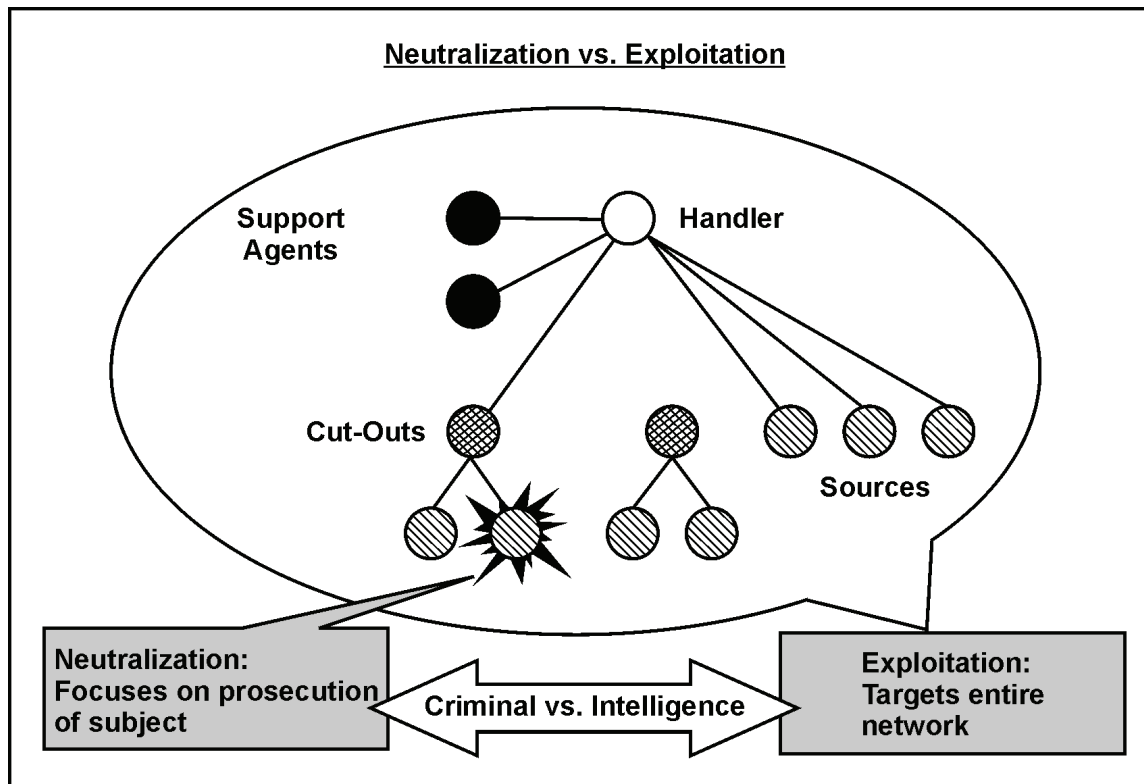 Neutralization vs. Exploitation
Support
Agents
Handler
Cut-Outs
Sources
Neutralization:
Focuses on prosecution
of subject
Criminal vs. Intelligence
Exploitation:
Targets entire
network